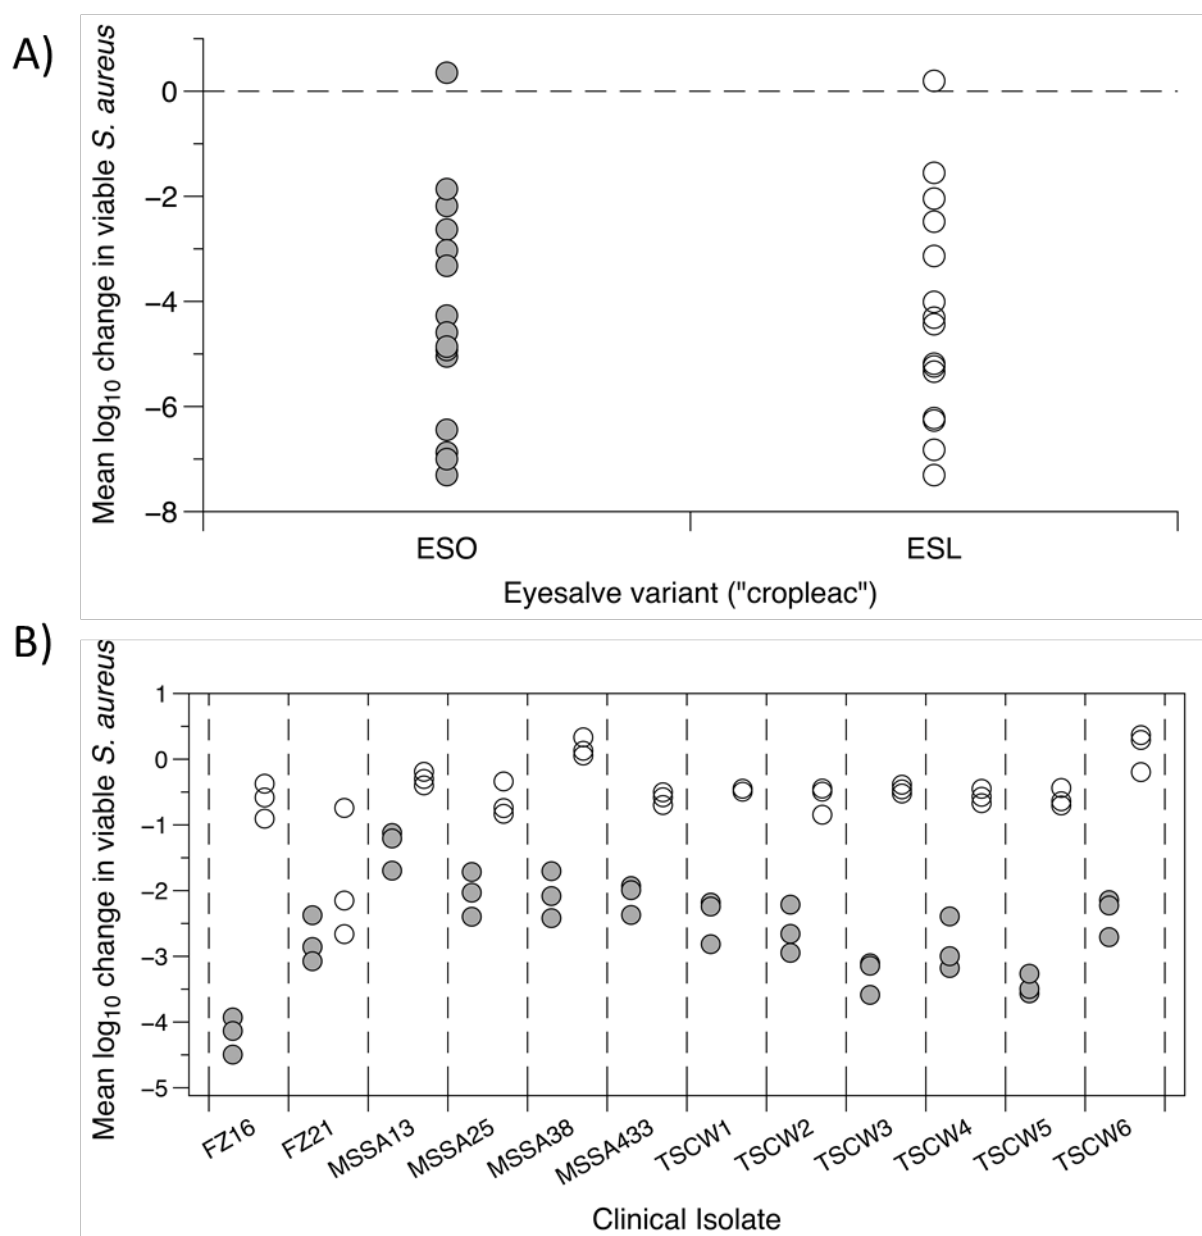 A)
Mean log10 change in viable S. aureus
0
−2
−4
−6
−8
ESO
ESL
Eyesalve variant ("cropleac")
B)
Mean log10 change in viable S. aureus
1
0
−1
−2
−3
−4
−5
FZ16
FZ21
MSSA13
MSSA25
MSSA38
MSSA433
TSCW1
TSCW2
TSCW3
TSCW4
TSCW5
TSCW6
Clinical Isolate